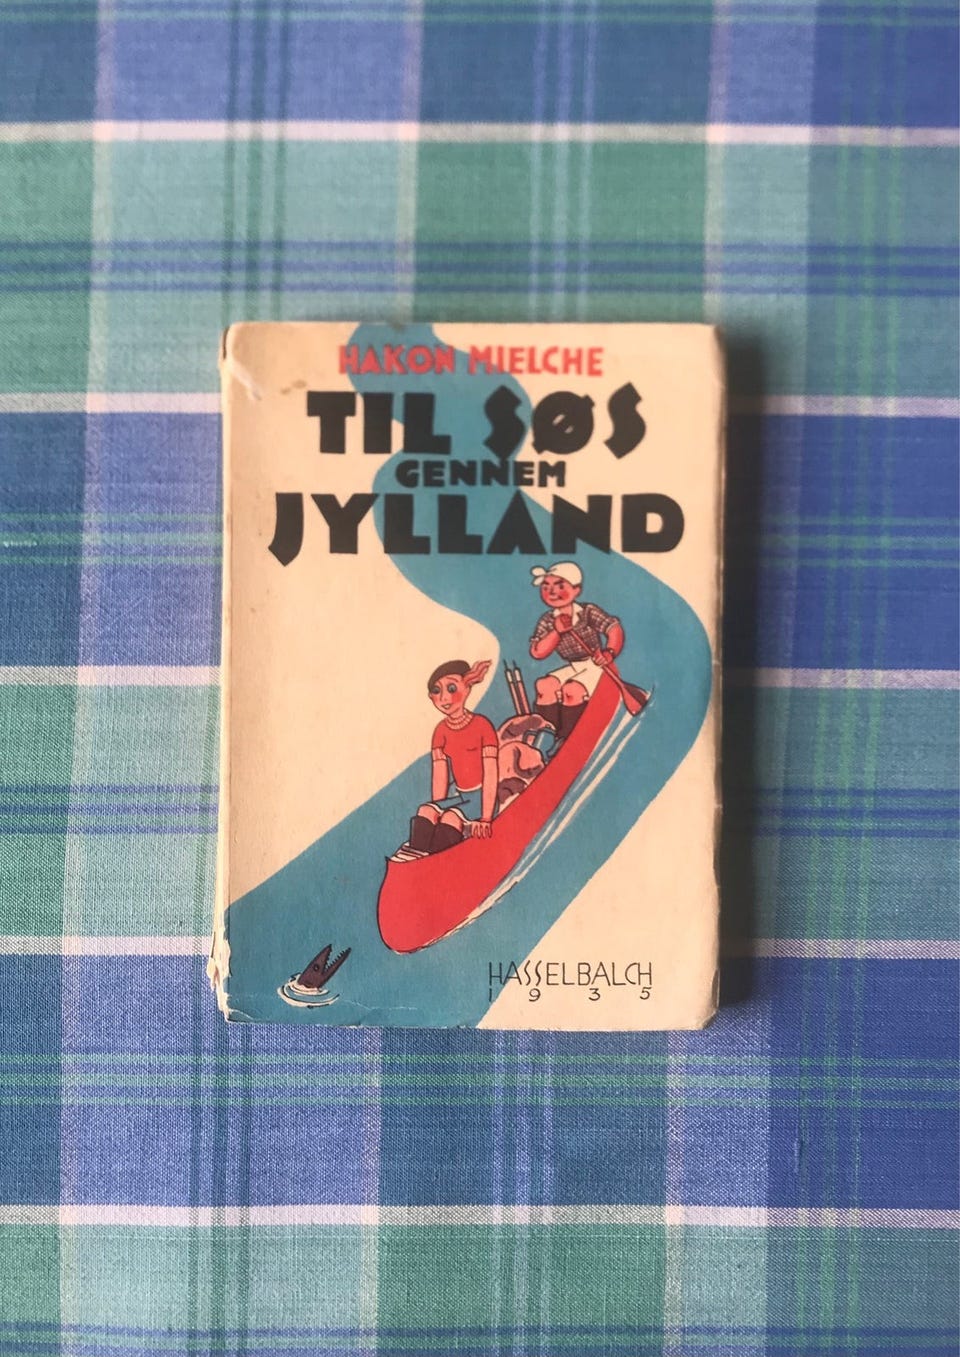 HAKON MIELCHE
TIL SØS
GENNEM
JYLLAND
HASSELBALCH
1935